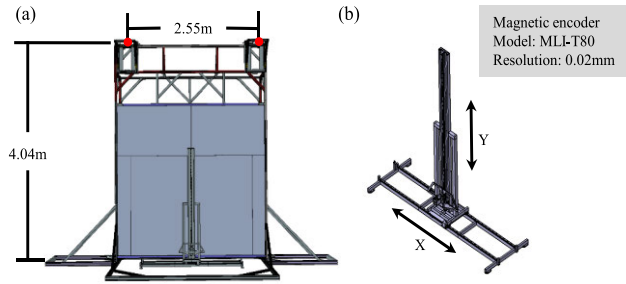 (a)
2.55m
4.04m
(b)
Magnetic encoder
Model: MLI-T80
Resolution: 0.02mm
Y
X